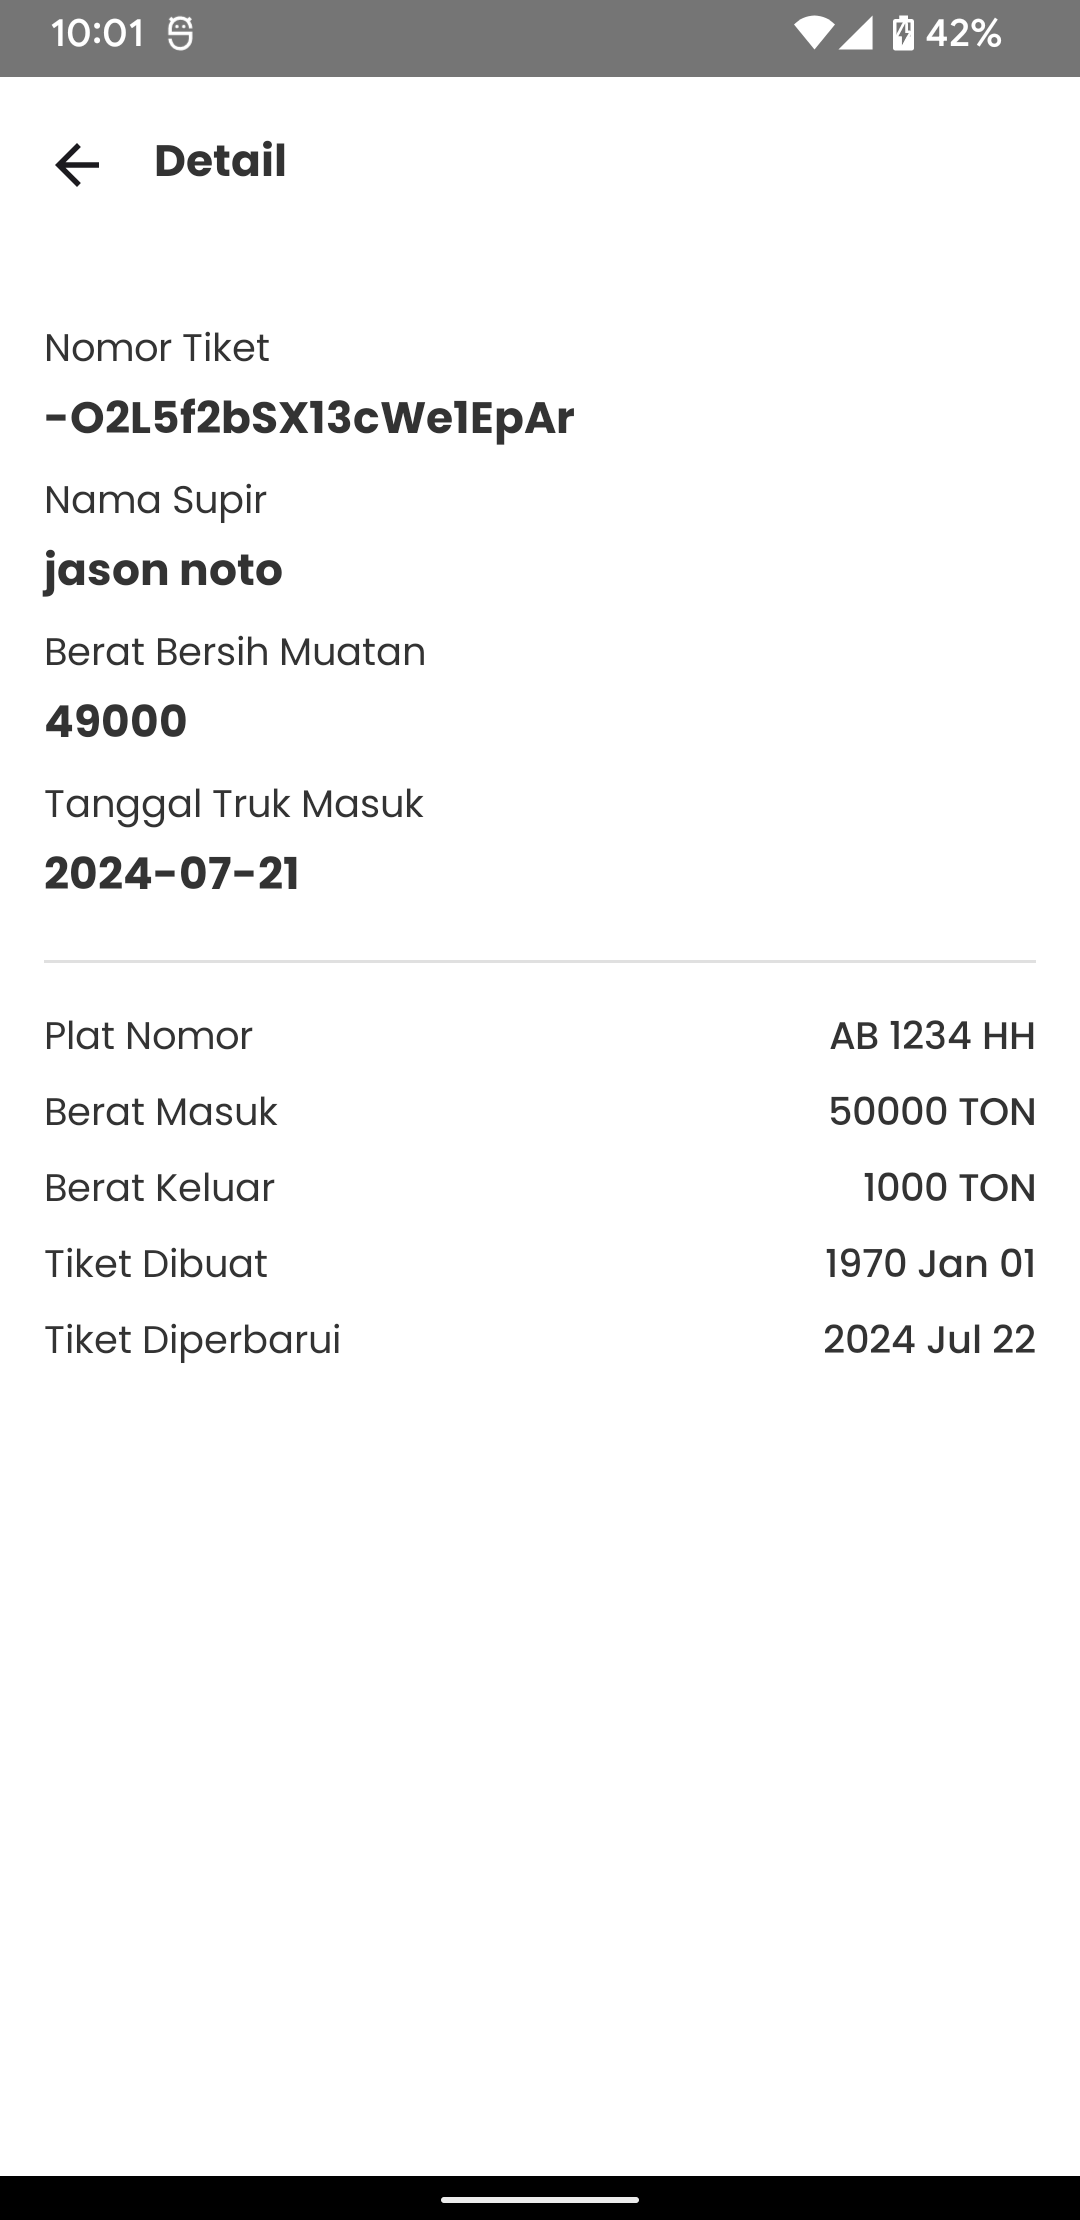 10:01
42%
Detail
Nomor Tiket
-O2L5f2bSX13cWe1EpAr
Nama Supir
jason noto
Berat Bersih Muatan
49000
Tanggal Truk Masuk
2024-07-21
Plat Nomor AB 1234 HH
Berat Masuk 50000 TON
Berat Keluar 1000 TON
Tiket Dibuat 1970 Jan 01
Tiket Diperbarui 2024 Jul 22